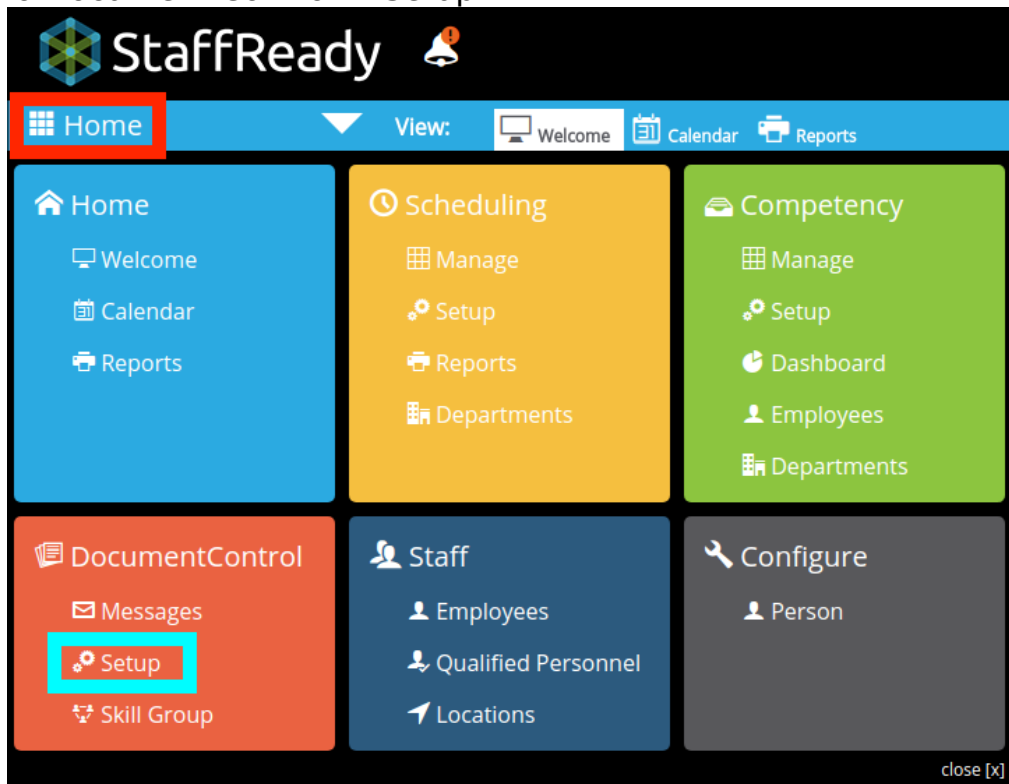 StaffReady
Home View: Welcome Calendar Reports
Home
Welcome
Calendar
Reports
Scheduling
Manage
Setup
Reports
Departments
Competency
Manage
Setup
Dashboard
Employees
Departments
DocumentControl
Messages
Setup
Skill Group
Staff
Employees
Qualified Personnel
Locations
Configure
Person
close [x]